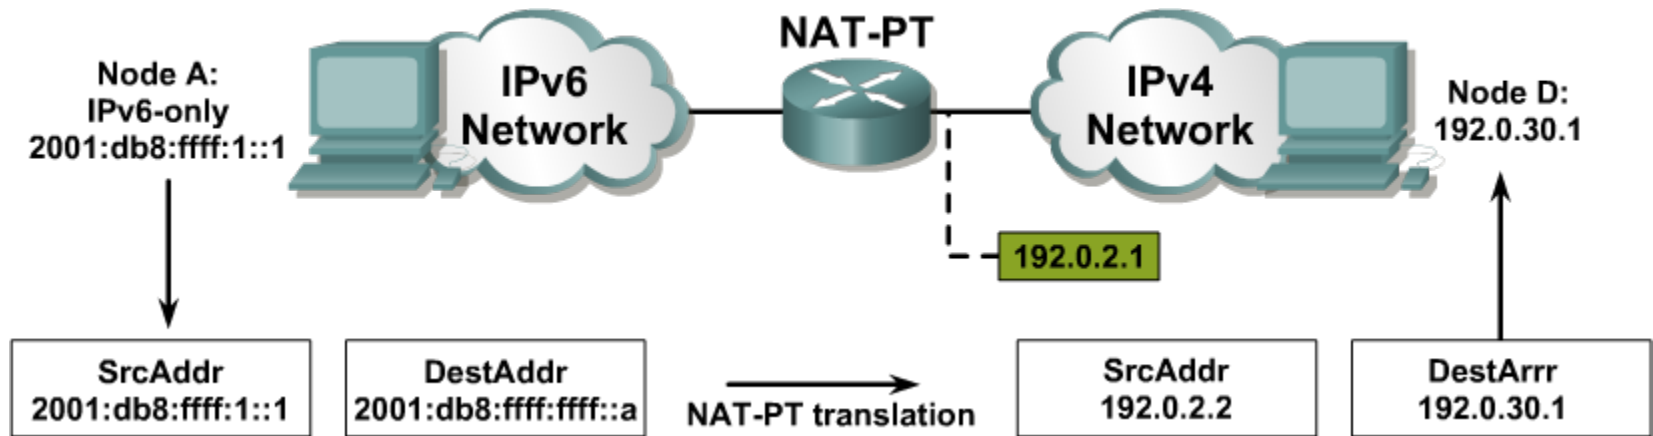 NAT-PT
Node A:
IPv6-only
2001:db8:ffff:1::1
IPv6
Network
IPv4
Network
Node D:
192.0.30.1
192.0.2.1
SrcAddr
2001:db8:ffff:1::1
DestAddr
2001:db8:ffff:ffff::a
NAT-PT translation
SrcAddr
192.0.2.2
DestArrr
192.0.30.1